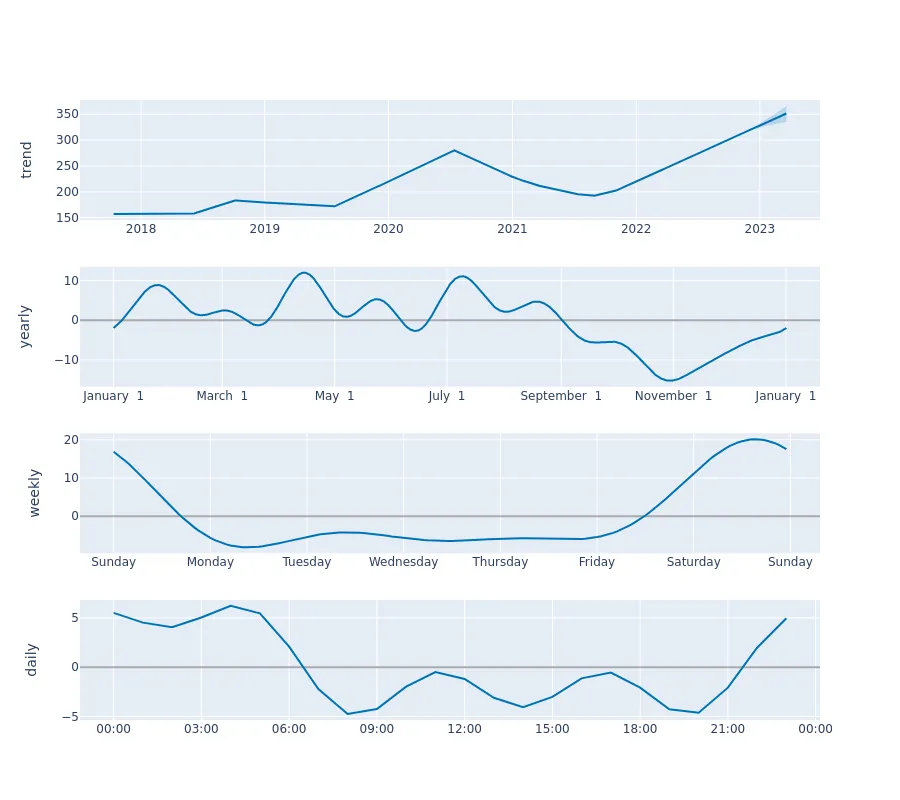 trend
350
300
250
200
150
2018 2019 2020 2021 2022 2023
yearly
10
0
−10
January 1 March 1 May 1 July 1 September 1 November 1 January 1
weekly
20
10
0
Sunday Monday Tuesday Wednesday Thursday Friday Saturday Sunday
daily
5
0
−5
00:00 03:00 06:00 09:00 12:00 15:00 18:00 21:00 00:00